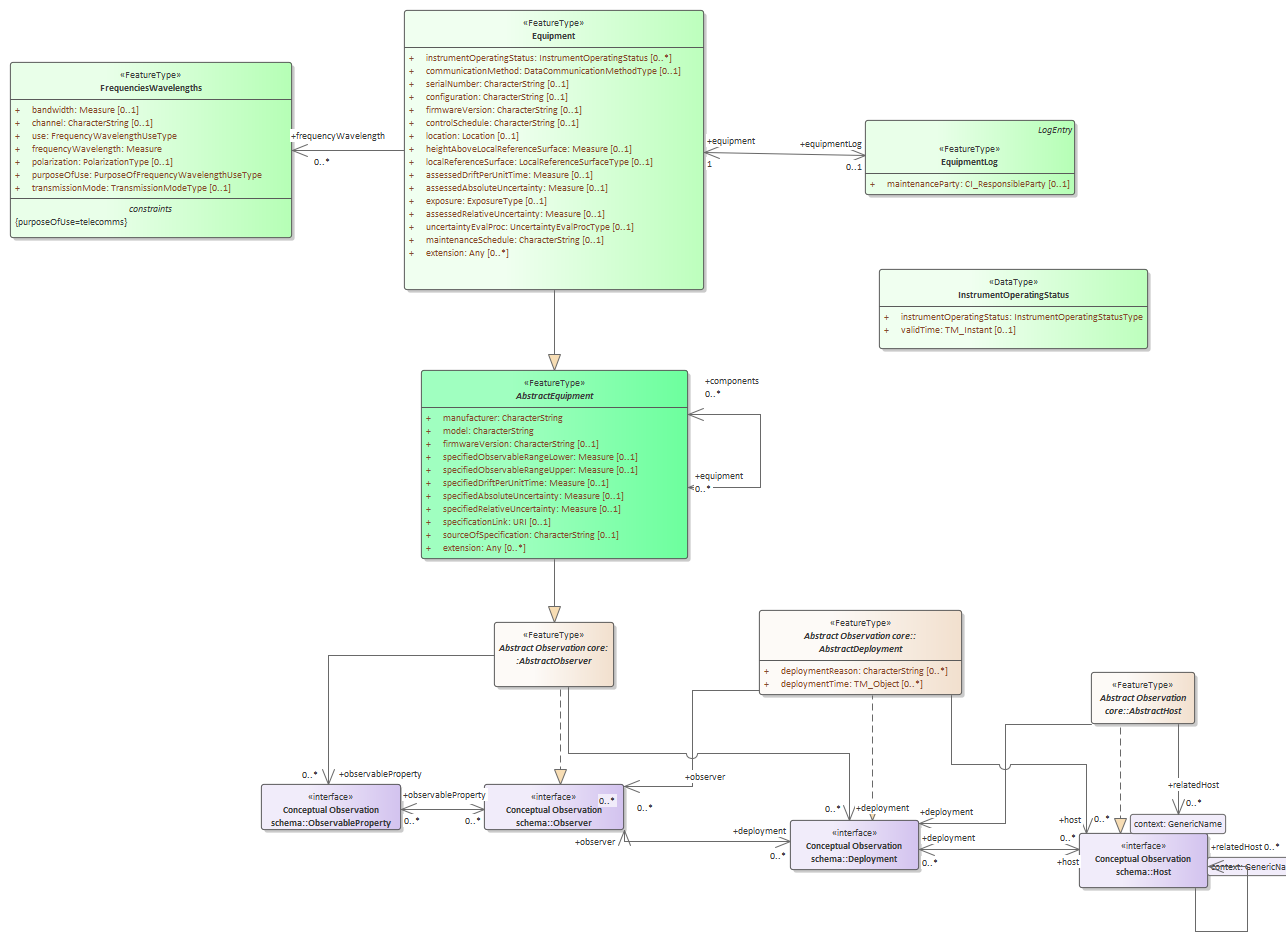 «FeatureType»
Equipment
+ instrumentOperatingStatus: InstrumentOperatingStatus [0..*]
+ communicationMethod: DataCommunicationMethodType [0..1]
+ serialNumber: CharacterString [0..1]
+ configuration: CharacterString [0..1]
+ firmwareVersion: CharacterString [0..1]
+ controlSchedule: CharacterString [0..1]
+ location: Location [0..1]
+ heightAboveLocalReferenceSurface: Measure [0..1]
+ localReferenceSurface: LocalReferenceSurfaceType [0..1]
+ assessedDriftPerUnitTime: Measure [0..1]
+ assessedAbsoluteUncertainty: Measure [0..1]
+ exposure: ExposureType [0..1]
+ assessedRelativeUncertainty: Measure [0..1]
+ uncertaintyEvalProc: UncertaintyEvalProcType [0..1]
+ maintenanceSchedule: CharacterString [0..1]
+ extension: Any [0..*]
«FeatureType»
FrequenciesWavelengths
+ bandwidth: Measure [0..1]
+ channel: CharacterString [0..1]
+ use: FrequencyWavelengthUseType
+ frequencyWavelength: Measure
+ polarization: PolarizationType [0..1]
+ purposeOfUse: PurposeOfFrequencyWavelengthUseType
+ transmissionMode: TransmissionModeType [0..1]
constraints
{purposeOfUse=telecomms}
+frequencyWavelength
0..*
+equipment
1
+equipmentLog
0..1
LogEntry
«FeatureType»
EquipmentLog
+ maintenanceParty: CI_ResponsibleParty [0..1]
«DataType»
InstrumentOperatingStatus
+ instrumentOperatingStatus: InstrumentOperatingStatusType
+ validTime: TM_Instant [0..1]
«FeatureType»
AbstractEquipment
+ manufacturer: CharacterString
+ model: CharacterString
+ firmwareVersion: CharacterString [0..1]
+ specifiedObservableRangeLower: Measure [0..1]
+ specifiedObservableRangeUpper: Measure [0..1]
+ specifiedDriftPerUnitTime: Measure [0..1]
+ specifiedAbsoluteUncertainty: Measure [0..1]
+ specifiedRelativeUncertainty: Measure [0..1]
+ specificationLink: URI [0..1]
+ sourceOfSpecification: CharacterString [0..1]
+ extension: Any [0..*]
+components
0..*
+equipment
0..*
«FeatureType»
Abstract Observation core:
:AbstractObserver
«FeatureType»
Abstract Observation core::
AbstractDeployment
+ deploymentReason: CharacterString [0..*]
+ deploymentTime: TM_Object [0..*]
«FeatureType»
Abstract Observation
core::AbstractHost
0..*
+observableProperty
«interface»
Conceptual Observation
schema::ObservableProperty
+observableProperty
0..*
0..*
«interface»
Conceptual Observation
schema::Observer
0..*
+observer
0..*
+observer
+deployment
0..*
0..*
+deployment
«interface»
Conceptual Observation
schema::Deployment
+deployment
+deployment
0..*
+host
0..*
+host
0..*
+relatedHost
0..*
context: GenericName
«interface»
Conceptual Observation
schema::Host
+relatedHost 0..*
context: GenericNa